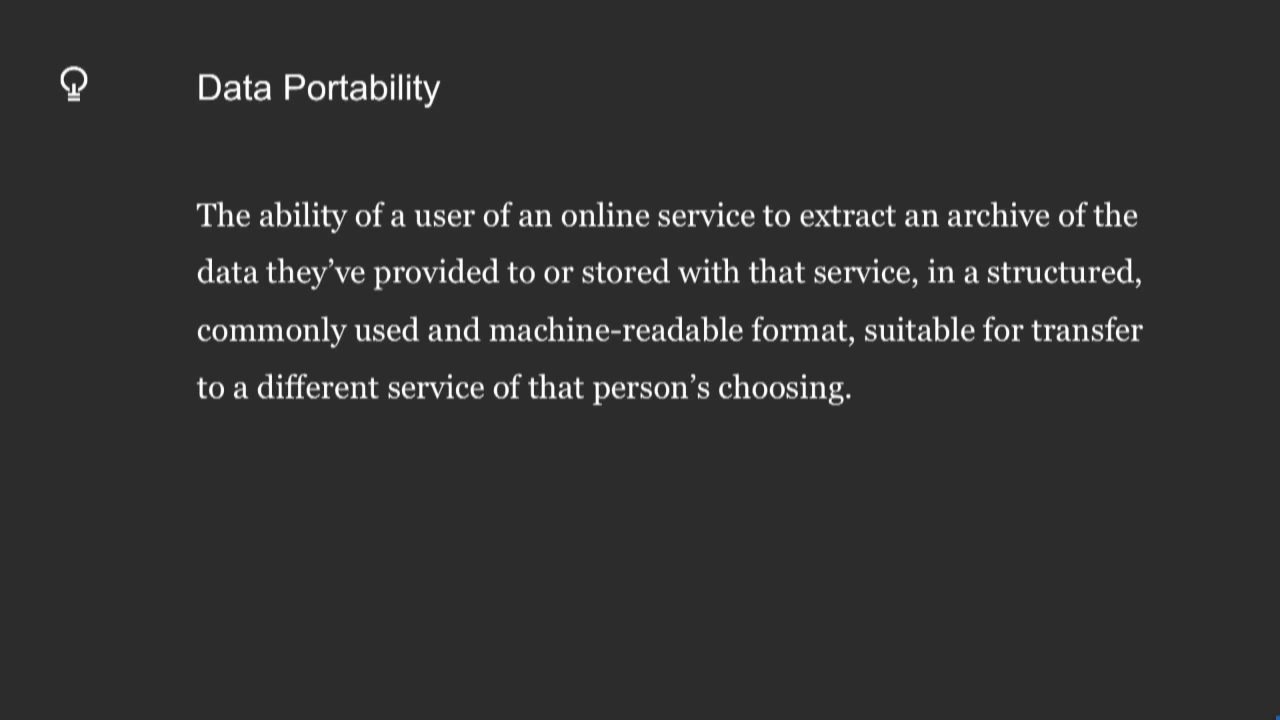 Data Portability
The ability of a user of an online service to extract an archive of the
data they’ve provided to or stored with that service, in a structured,
commonly used and machine-readable format, suitable for transfer
to a different service of that person’s choosing.